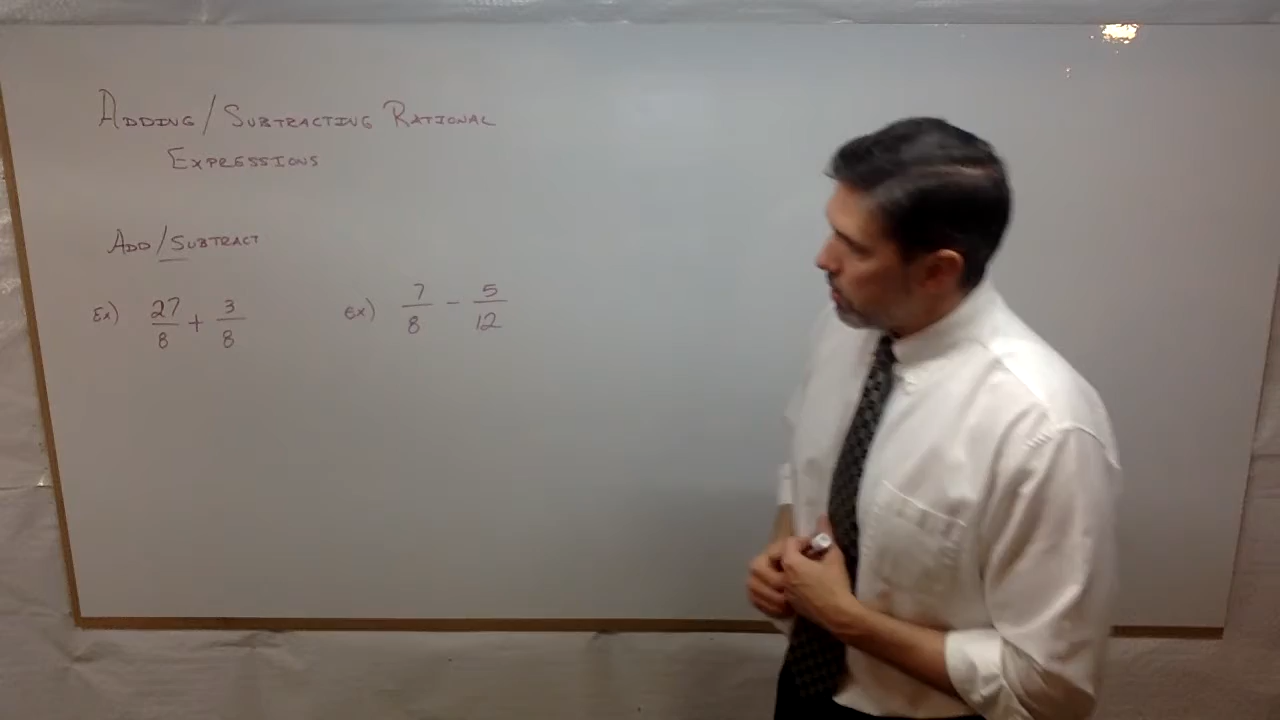 ADDING/SUBTRACTING RATIONAL
EXPRESSIONS
ADD/SUBTRACT
Ex) 27/8 + 3/8
Ex) 7/8 - 5/12